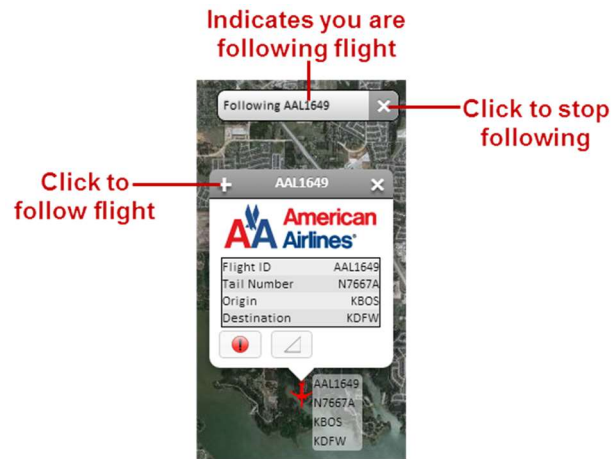 Indicates you are
following flight
Following AAL1649
Click to stop
following
Click to
follow flight
AAL1649
AA American
Airlines®
Flight ID AAL1649
Tail Number N7667A
Origin KBOS
Destination KDFW
AAL1649
N7667A
KBOS
KDFW